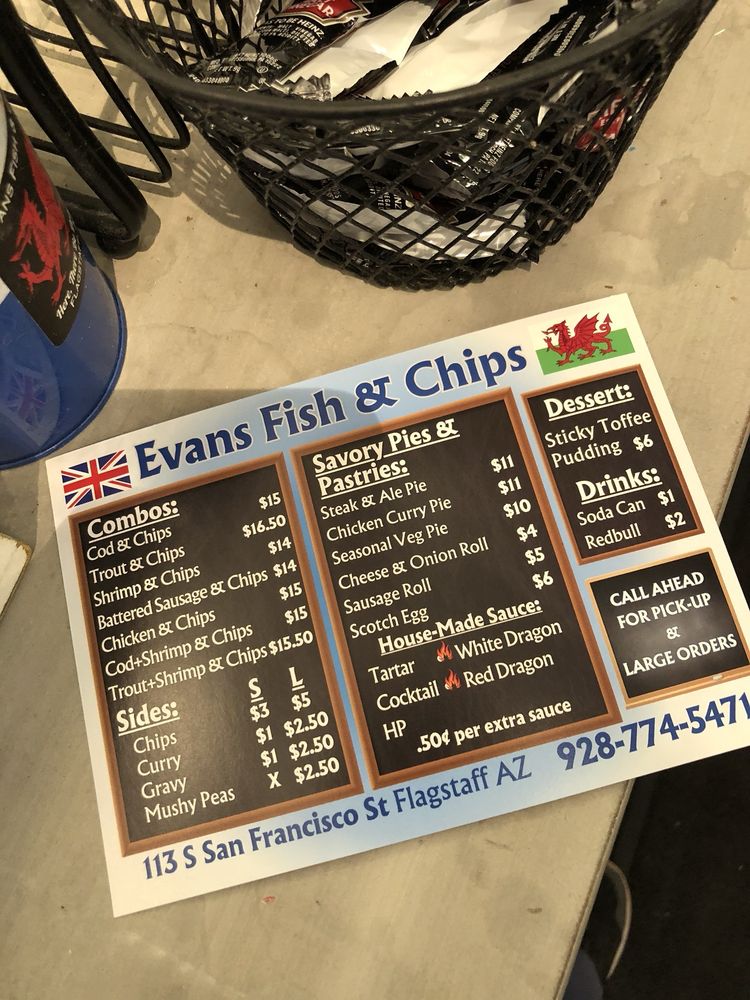 Evans Fish & Chips
Combos:
Cod & Chips $15
Trout & Chips $16.50
Shrimp & Chips $14
Battered Sausage & Chips $14
Chicken & Chips $15
Cod+Shrimp & Chips $15
Trout+Shrimp & Chips $15.50
Sides: S L
Chips $3 $5
Curry $1 $2.50
Gravy $1 $2.50
Mushy Peas X $2.50
Savory Pies &
Pastries:
Steak & Ale Pie $11
Chicken Curry Pie $11
Seasonal Veg Pie $10
Cheese & Onion Roll $4
Sausage Roll $5
Scotch Egg $6
House-Made Sauce:
Tartar 🔥 White Dragon
Cocktail 🔥 Red Dragon
HP
.50¢ per extra sauce
Dessert:
Sticky Toffee
Pudding $6
Drinks:
Soda Can $1
Redbull $2
CALL AHEAD
FOR PICK-UP
&
LARGE ORDERS
113 S San Francisco St Flagstaff AZ 928-774-5471